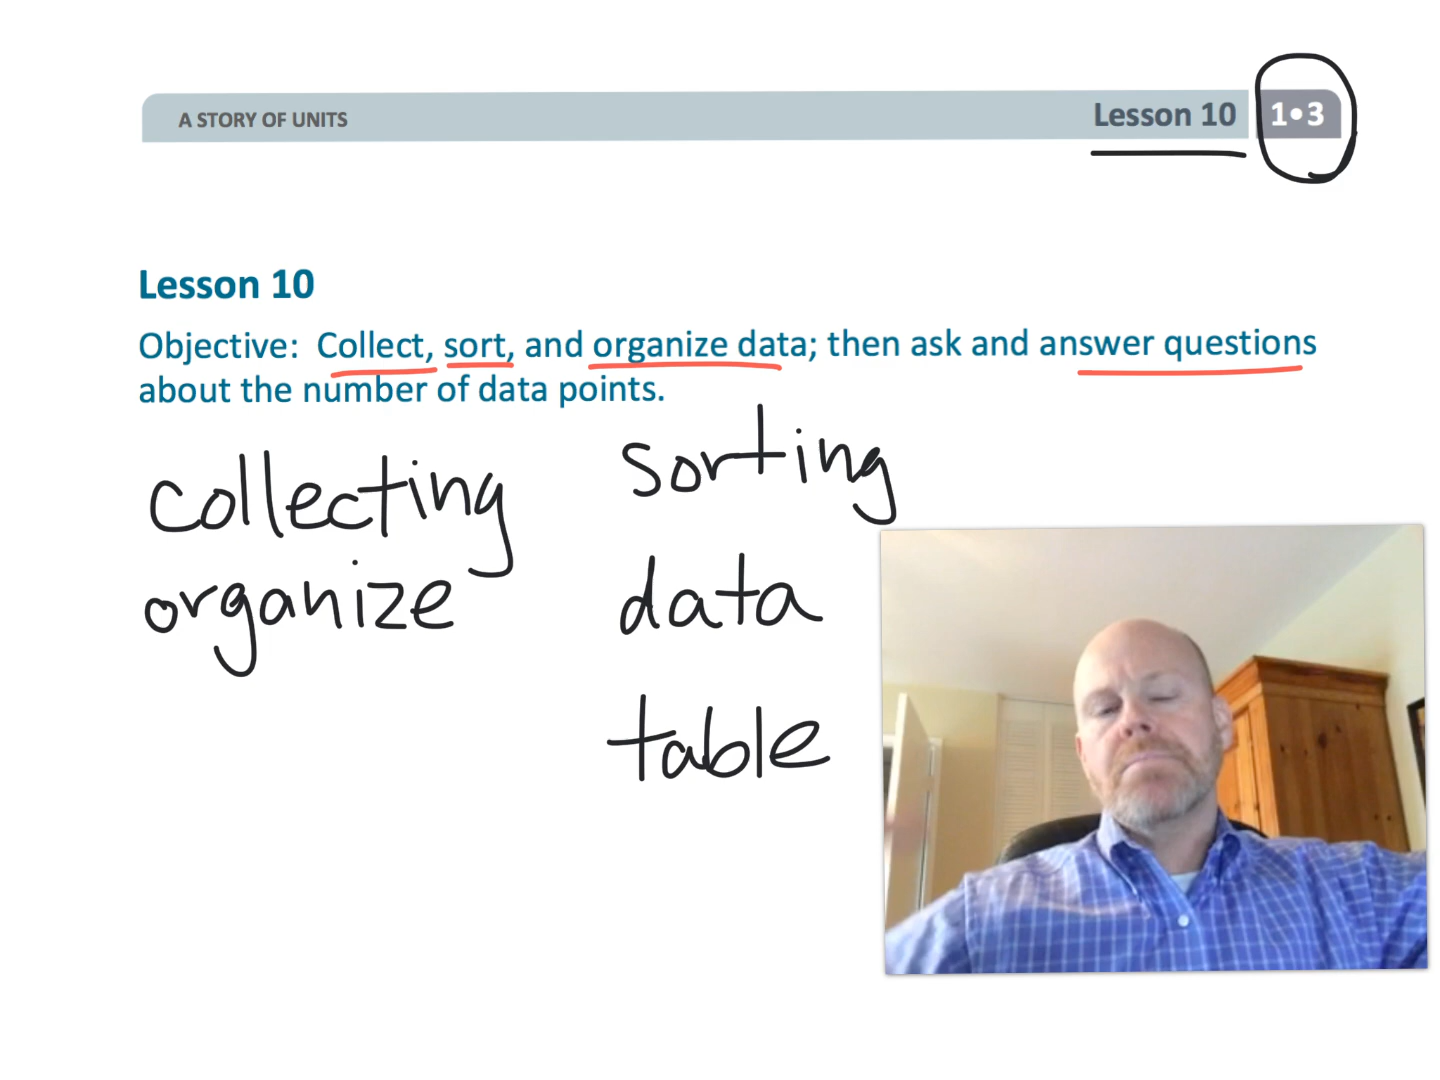 A STORY OF UNITS
Lesson 10
1•3
Lesson 10
Objective: Collect, sort, and organize data; then ask and answer questions
about the number of data points.
collecting
sorting
organize
data
table